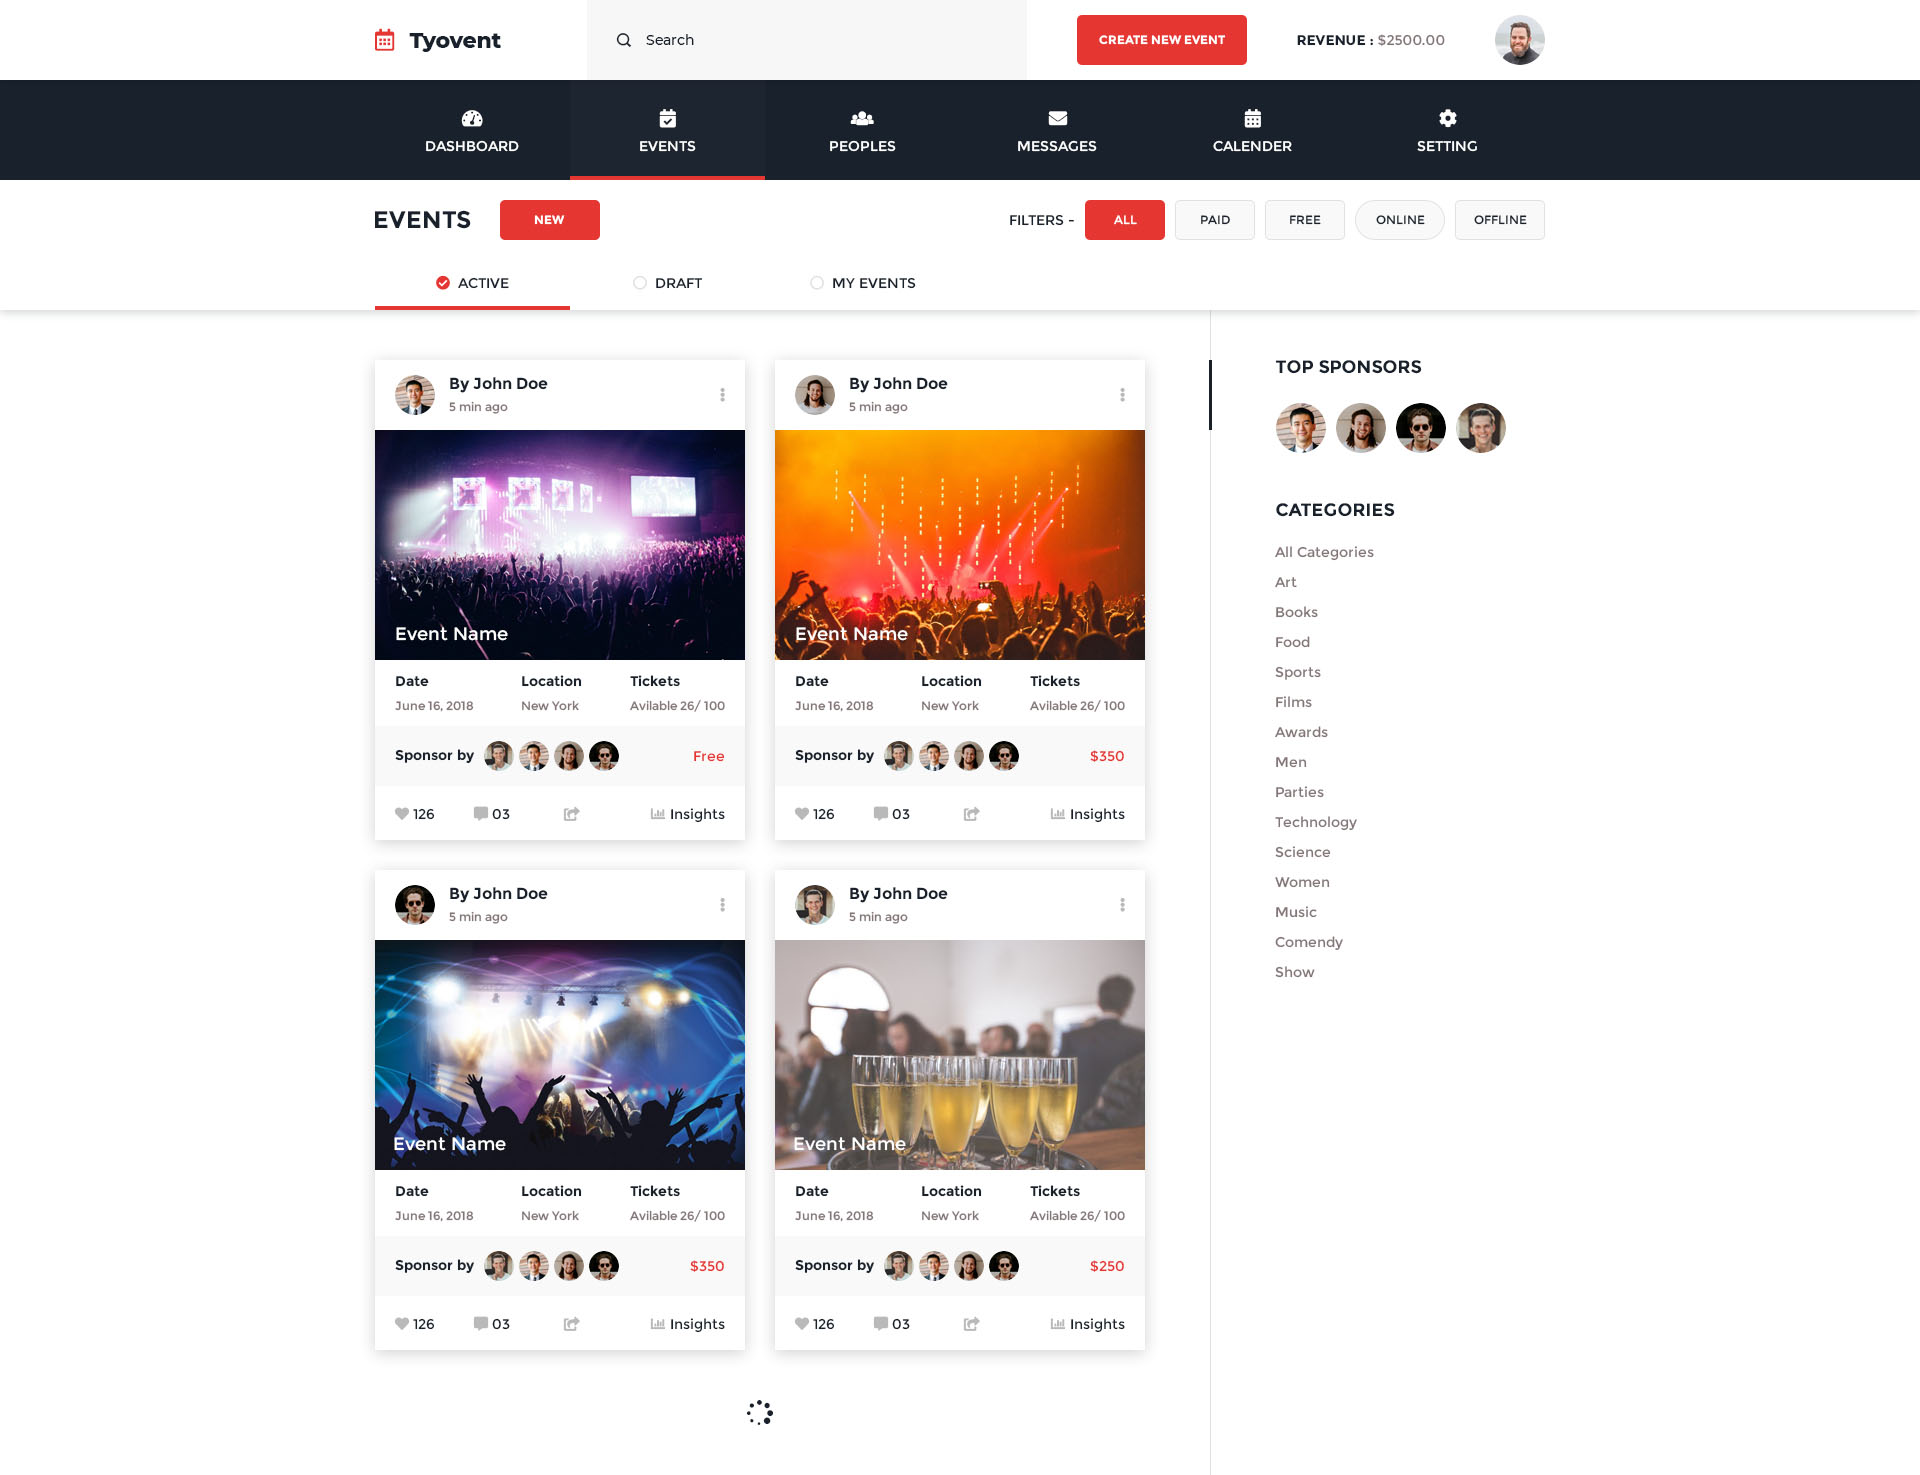 Tyovent
Search
CREATE NEW EVENT
REVENUE : $2500.00
DASHBOARD
EVENTS
PEOPLES
MESSAGES
CALENDER
SETTING
EVENTS
NEW
FILTERS -
ALL
PAID
FREE
ONLINE
OFFLINE
ACTIVE
DRAFT
MY EVENTS
By John Doe
5 min ago
Event Name
Date
Location
Tickets
June 16, 2018
New York
Avilable 26/ 100
Sponsor by
Free
126
03
Insights
By John Doe
5 min ago
Event Name
Date
Location
Tickets
June 16, 2018
New York
Avilable 26/ 100
Sponsor by
$350
126
03
Insights
By John Doe
5 min ago
Event Name
Date
Location
Tickets
June 16, 2018
New York
Avilable 26/ 100
Sponsor by
$350
126
03
Insights
By John Doe
5 min ago
Event Name
Date
Location
Tickets
June 16, 2018
New York
Avilable 26/ 100
Sponsor by
$250
126
03
Insights
TOP SPONSORS
CATEGORIES
All Categories
Art
Books
Food
Sports
Films
Awards
Men
Parties
Technology
Science
Women
Music
Comendy
Show